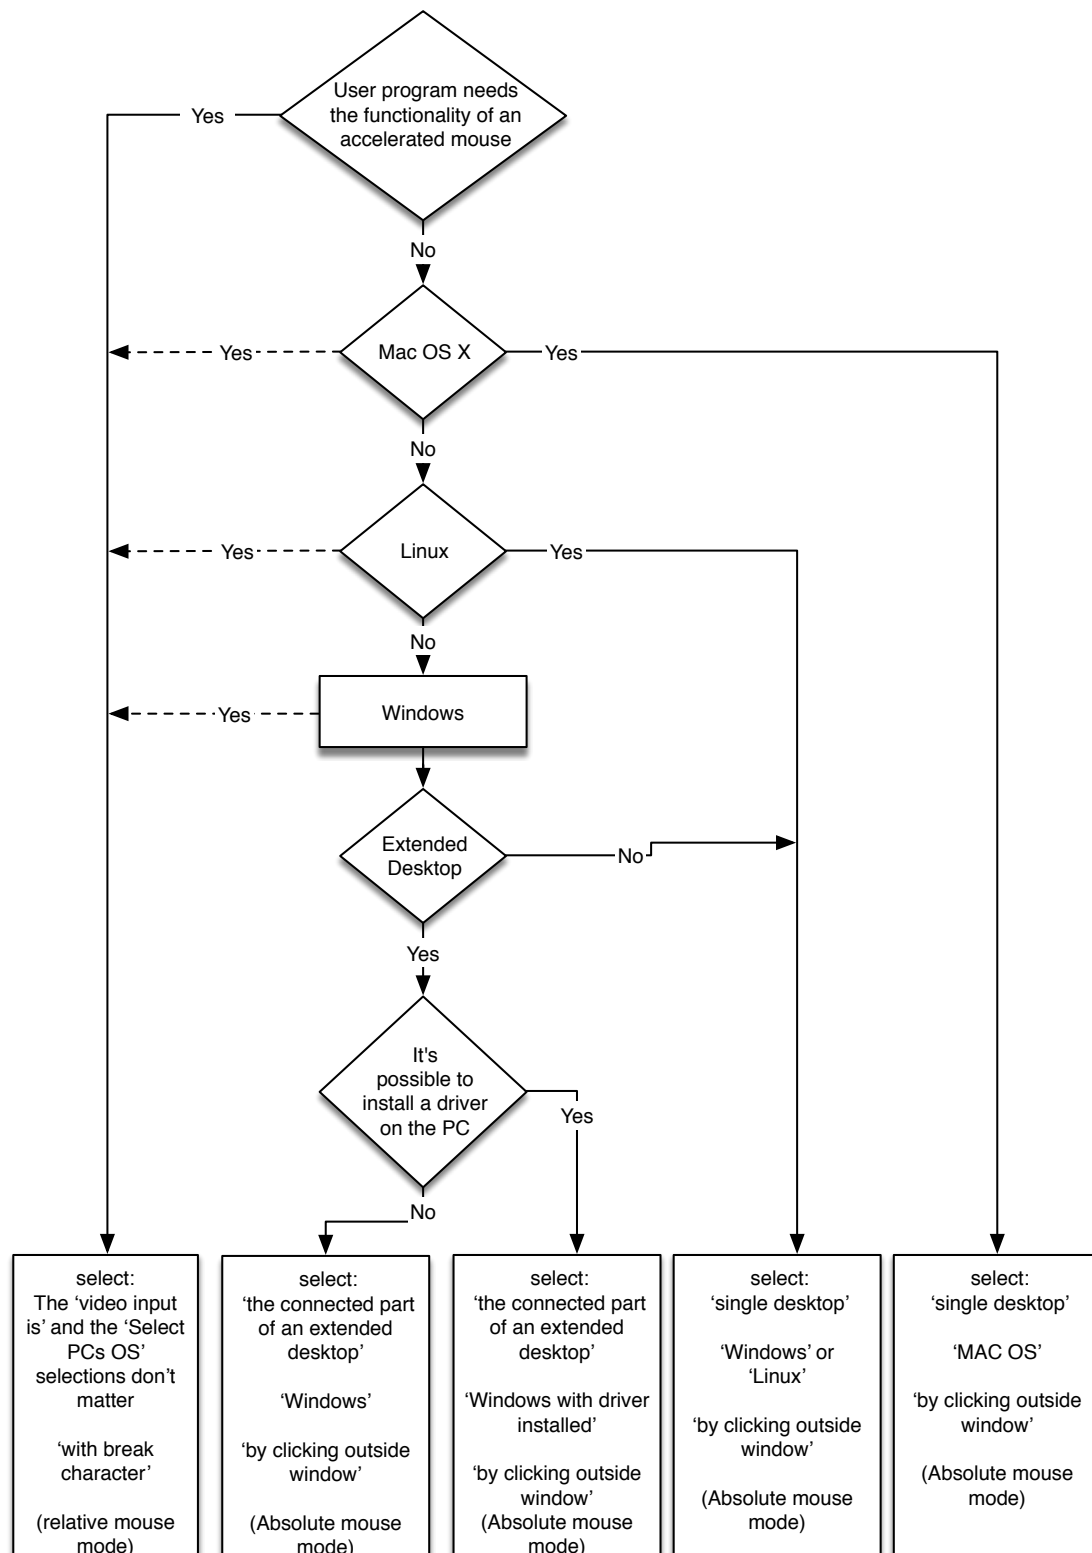 User program needs
the functionality of an
accelerated mouse
Yes
No
Mac OS X
Yes
Yes
No
Linux
Yes
Yes
No
Windows
Yes
Extended
Desktop
No
Yes
It's
possible to
install a driver
on the PC
Yes
No
select:
The ‘video input
is’ and the ‘Select
PCs OS’
selections don’t
matter
‘with break
character’
(relative mouse
mode)
select:
‘the connected part
of an extended
desktop’
‘Windows’
‘by clicking outside
window’
(Absolute mouse
mode)
select:
‘the connected part
of an extended
desktop’
‘Windows with driver
installed’
‘by clicking outside
window’
(Absolute mouse
mode)
select:
‘single desktop’
‘Windows’ or
‘Linux’
‘by clicking outside
window’
(Absolute mouse
mode)
select:
‘single desktop’
‘MAC OS’
‘by clicking outside
window’
(Absolute mouse
mode)